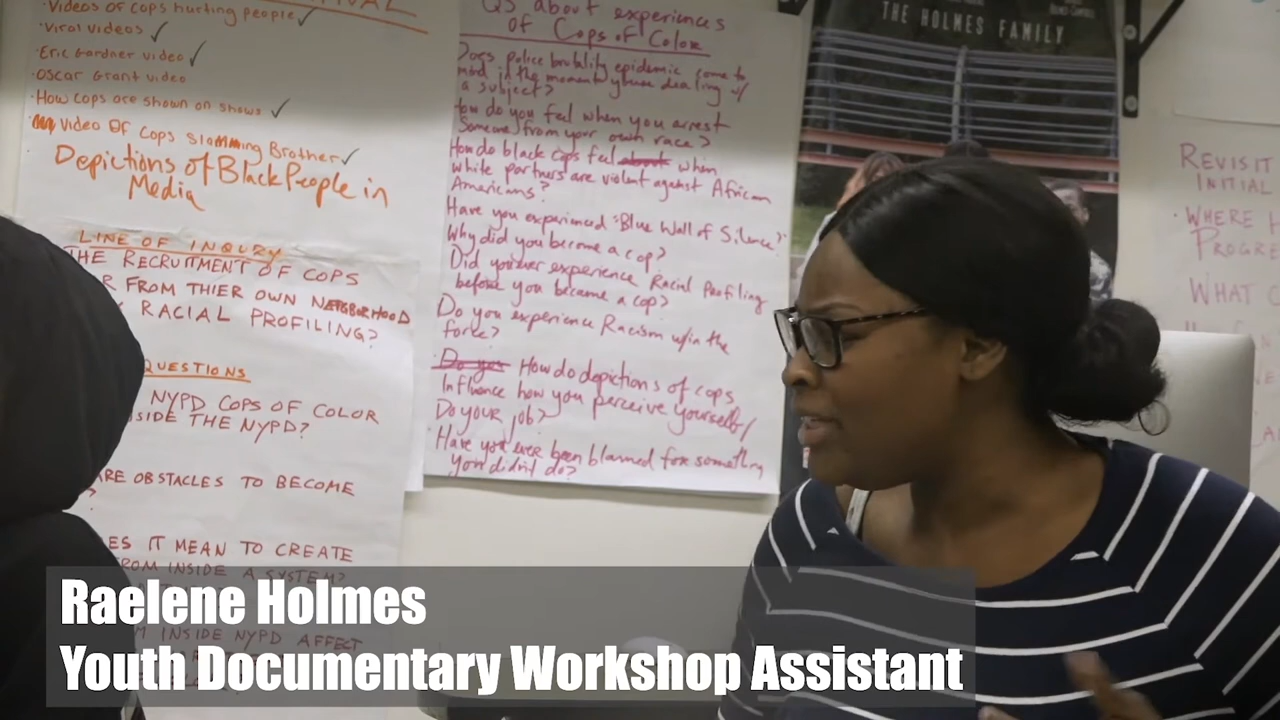 Videos of cops hurting people ✓
Viral videos ✓
Eric Gardner video ✓
Oscar Grant video
How cops are shown on shows ✓
video of cops slamming Brother ✓
Depictions of Black People in
Media
LINE OF INQUIRY
THE RECRUITMENT OF COPS
FROM THIER OWN NEIGBORHOOD
RACIAL PROFILING?
QUESTIONS
NYPD COPS OF COLOR
INSIDE THE NYPD?
ARE OBSTACLES TO BECOME
?
IT MEAN TO CREATE
FROM INSIDE A SYSTEM?
INSIDE NYPD AFFECT
Qs about experiences
of Cops of Color
Does police brutality epidemic come to
mind in the moment you're dealing w/
a subject?
How do you feel when you arrest
someone from your own race?
How do black cops feel about when
white partners are violent against African
Americans?
Have you experienced "Blue Wall of Silence?"
Why did you become a cop?
Did you ever experience Racial Profiling
before you became a cop?
Do you experience Racism w/in the
force?
Do you How do depictions of cops
Influence how you perceive yourself/
Do your job?
Have you ever been blammed for something
you didn't do?
THE HOLMES FAMILY
REVISIT
INITIAL
WHERE
PROGRE
WHAT
Raelene Holmes
Youth Documentary Workshop Assistant